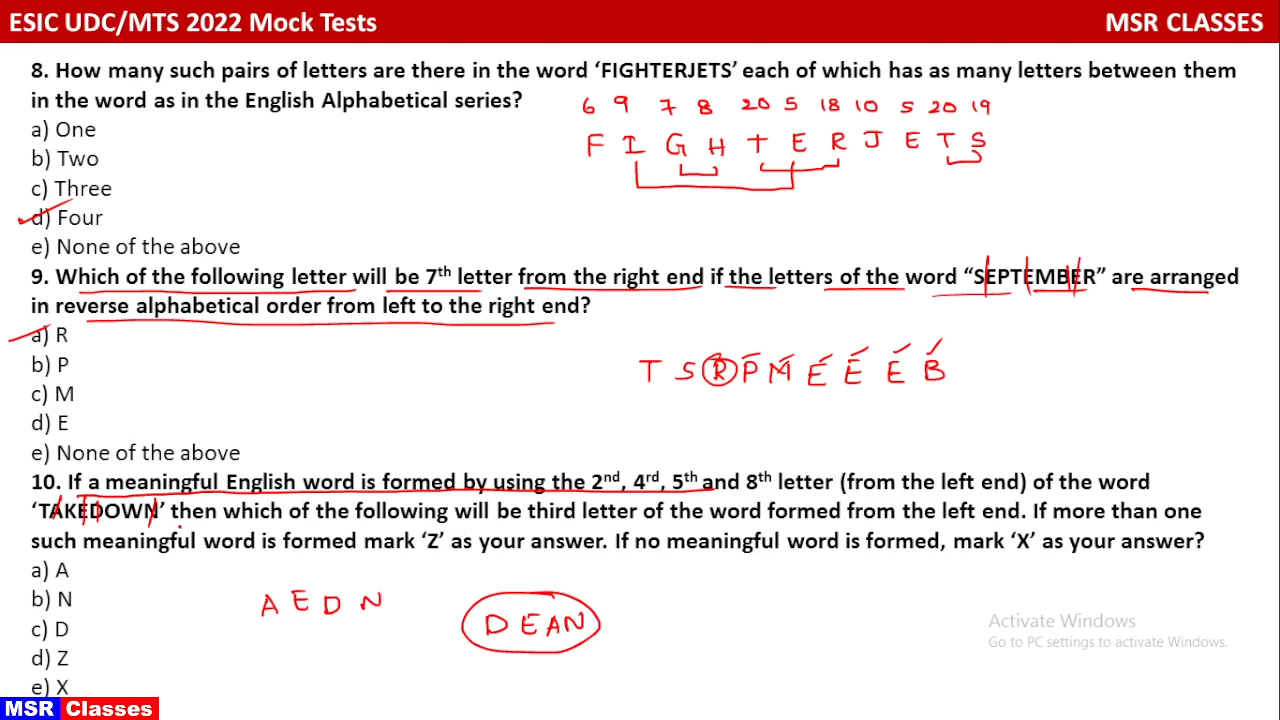 ESIC UDC/MTS 2022 Mock Tests
MSR CLASSES
8. How many such pairs of letters are there in the word ‘FIGHTERJETS’ each of which has as many letters between them
in the word as in the English Alphabetical series?
6 9 7 8 20 5 18 10 5 20 19
a) One
F I G H T E R J E T S
b) Two
c) Three
d) Four
e) None of the above
9. Which of the following letter will be 7th letter from the right end if the letters of the word “SEPTEMBER” are arranged
in reverse alphabetical order from left to the right end?
a) R
b) P
T S R P M E E E B
c) M
d) E
e) None of the above
10. If a meaningful English word is formed by using the 2nd, 4rd, 5th and 8th letter (from the left end) of the word
‘TAKEDOWN’ then which of the following will be third letter of the word formed from the left end. If more than one
such meaningful word is formed mark ‘Z’ as your answer. If no meaningful word is formed, mark ‘X’ as your answer?
a) A
b) N
A E D N
DEAN
c) D
d) Z
e) X
Activate Windows
Go to PC settings to activate Windows.
MSR Classes